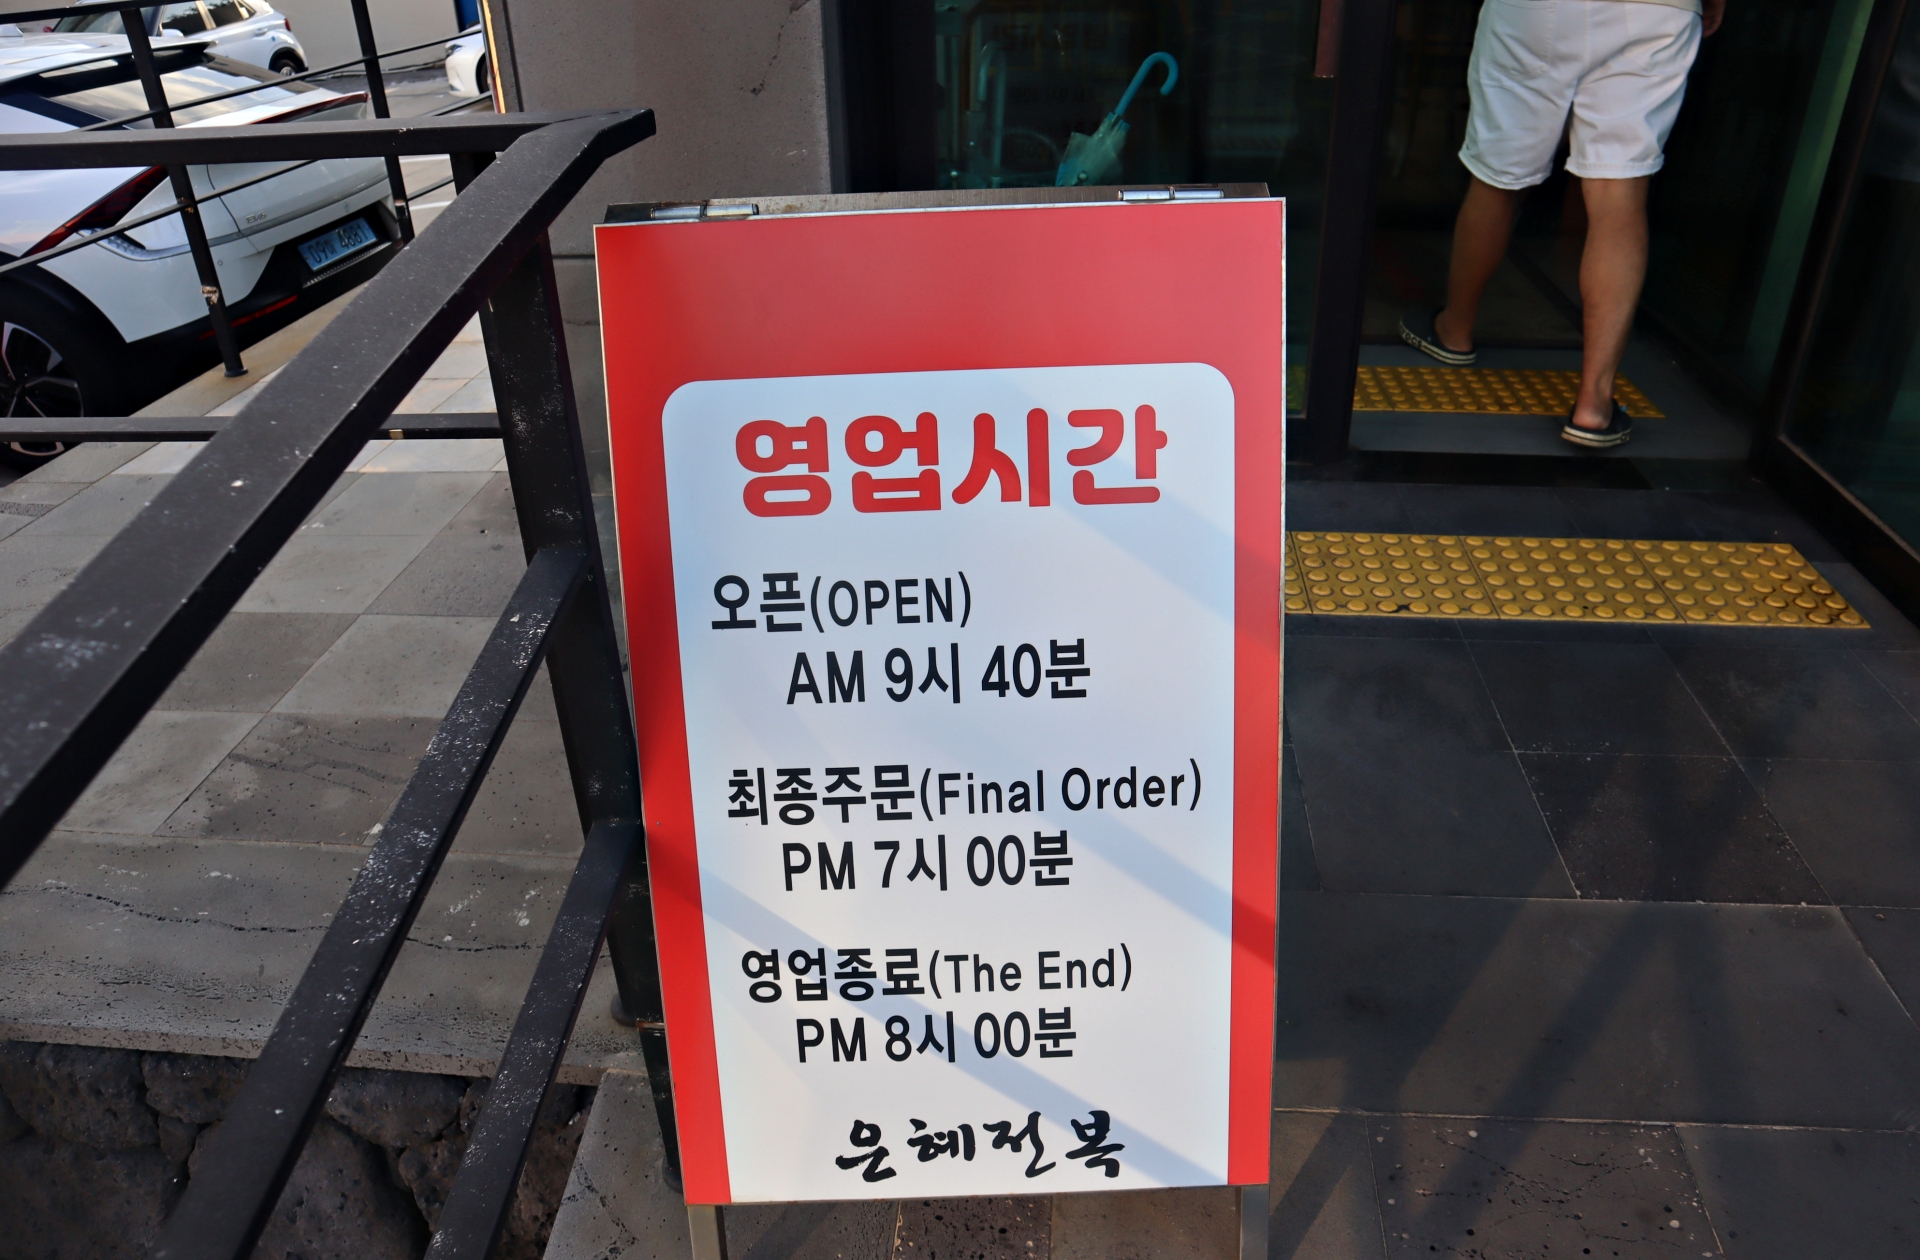 영업시간
오픈(OPEN)
AM 9시 40분
최종주문(Final Order)
PM 7시 00분
영업종료(The End)
PM 8시 00분
은혜전복